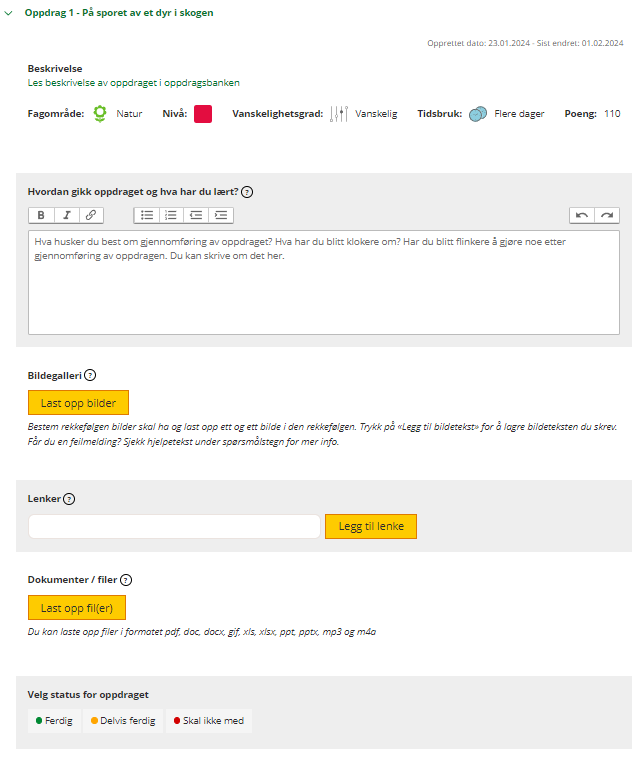 Oppdrag 1 - På sporet av et dyr i skogen
Opprettet dato: 23.01.2024 - Sist endret: 01.02.2024
Beskrivelse
Les beskrivelse av oppdraget i oppdragsbanken
Fagområde: Natur Nivå: Vanskelighetsgrad: Vanskelig Tidsbruk: Flere dager Poeng: 110
Hvordan gikk oppdraget og hva har du lært? ?
B I
Hva husker du best om gjennomføring av oppdraget? Hva har du blitt klokere om? Har du blitt flinkere å gjøre noe etter
gjennomføring av oppdragen. Du kan skrive om det her.
Bildegalleri ?
Last opp bilder
Bestem rekkefølgen bilder skal ha og last opp ett og ett bilde i den rekkefølgen. Trykk på «Legg til bildetekst» for å lagre bildeteksten du skrev.
Får du en feilmelding? Sjekk hjelpetekst under spørsmålstegn for mer info.
Lenker ?
Legg til lenke
Dokumenter / filer ?
Last opp fil(er)
Du kan laste opp filer i formatet pdf, doc, docx, gif, xls, xlsx, ppt, pptx, mp3 og m4a
Velg status for oppdraget
Ferdig Delvis ferdig Skal ikke med